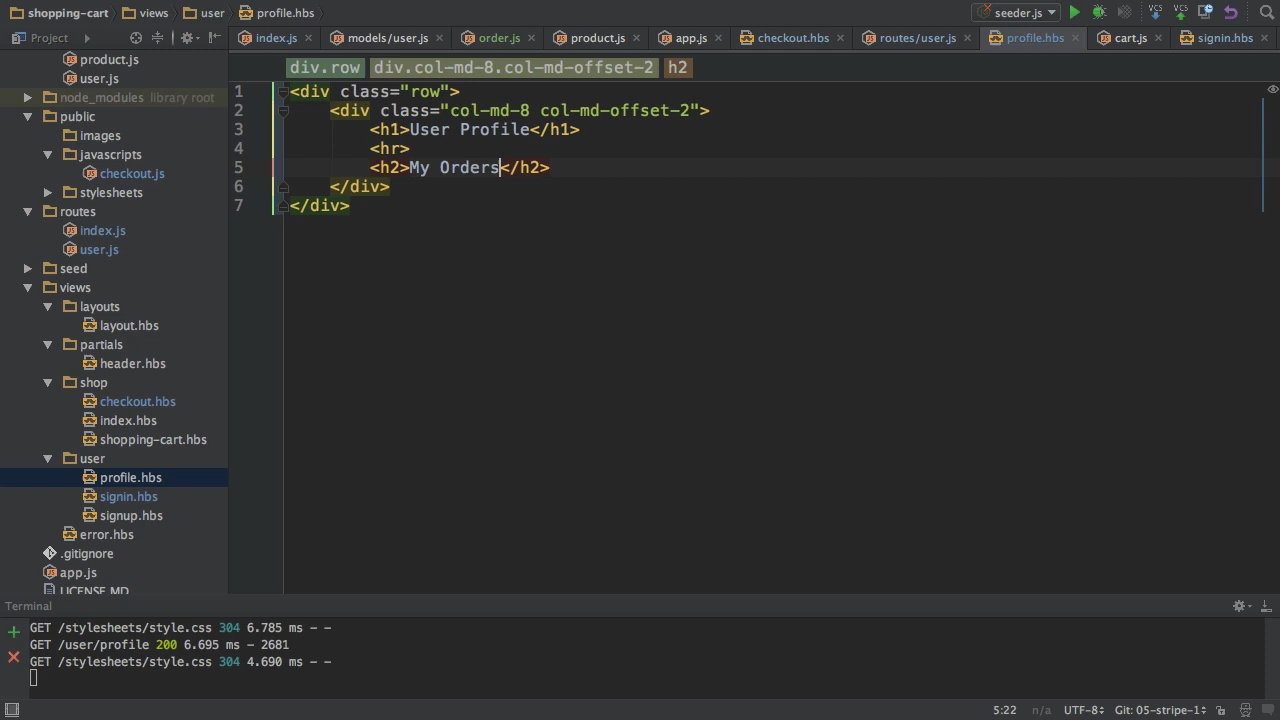 shopping-cart views user profile.hbs seeder.js VCS VCS
Project index.js models/user.js order.js product.js app.js checkout.hbs routes/user.js profile.hbs cart.js signin.hbs
div.row div.col-md-8.col-md-offset-2 h2
product.js
user.js
node_modules library root
public
images
javascripts
checkout.js
stylesheets
routes
index.js
user.js
seed
views
layouts
layout.hbs
partials
header.hbs
shop
checkout.hbs
index.hbs
shopping-cart.hbs
user
profile.hbs
signin.hbs
signup.hbs
error.hbs
.gitignore
app.js
LICENSE.MD
1 <div class="row">
2 <div class="col-md-8 col-md-offset-2">
3 <h1>User Profile</h1>
4 <hr>
5 <h2>My Orders</h2>
6 </div>
7 </div>
Terminal
GET /stylesheets/style.css 304 6.785 ms - -
GET /user/profile 200 6.695 ms - 2681
GET /stylesheets/style.css 304 4.690 ms - -
5:22 n/a UTF-8 Git: 05-stripe-1